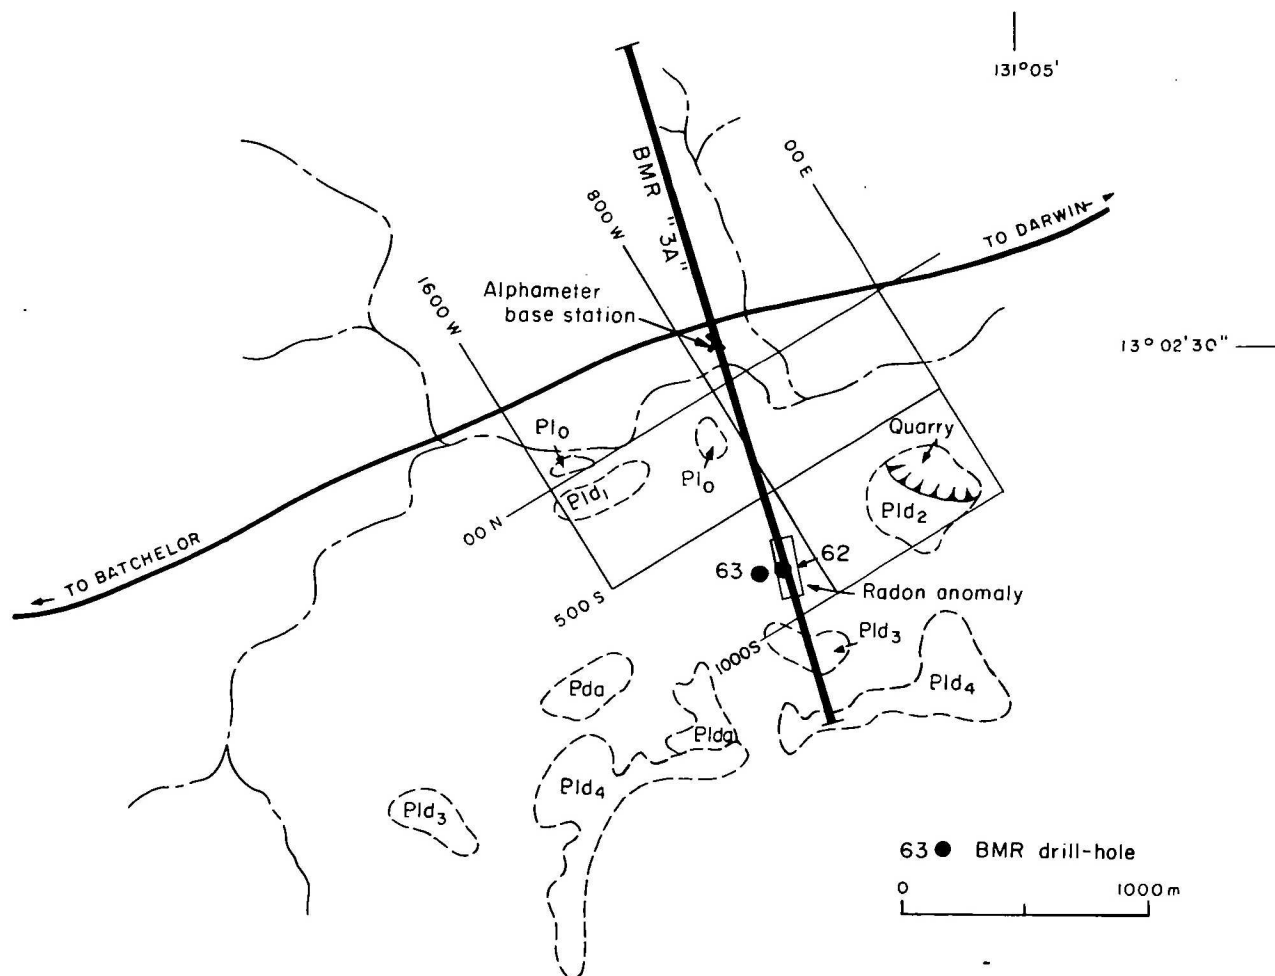 131°05'
00 E
BMR "3A"
800 W
TO DARWIN
1600 W
Alphameter
base station
13° 02'30"
Plo
Quarry
Plo
Pld1
Pld2
00 N
TO BATCHELOR
63
62
Radon anomaly
500 S
Pld3
1000S
Pld4
Pda
Plda
Pld4
Pld3
63 BMR drill-hole
0 1000 m